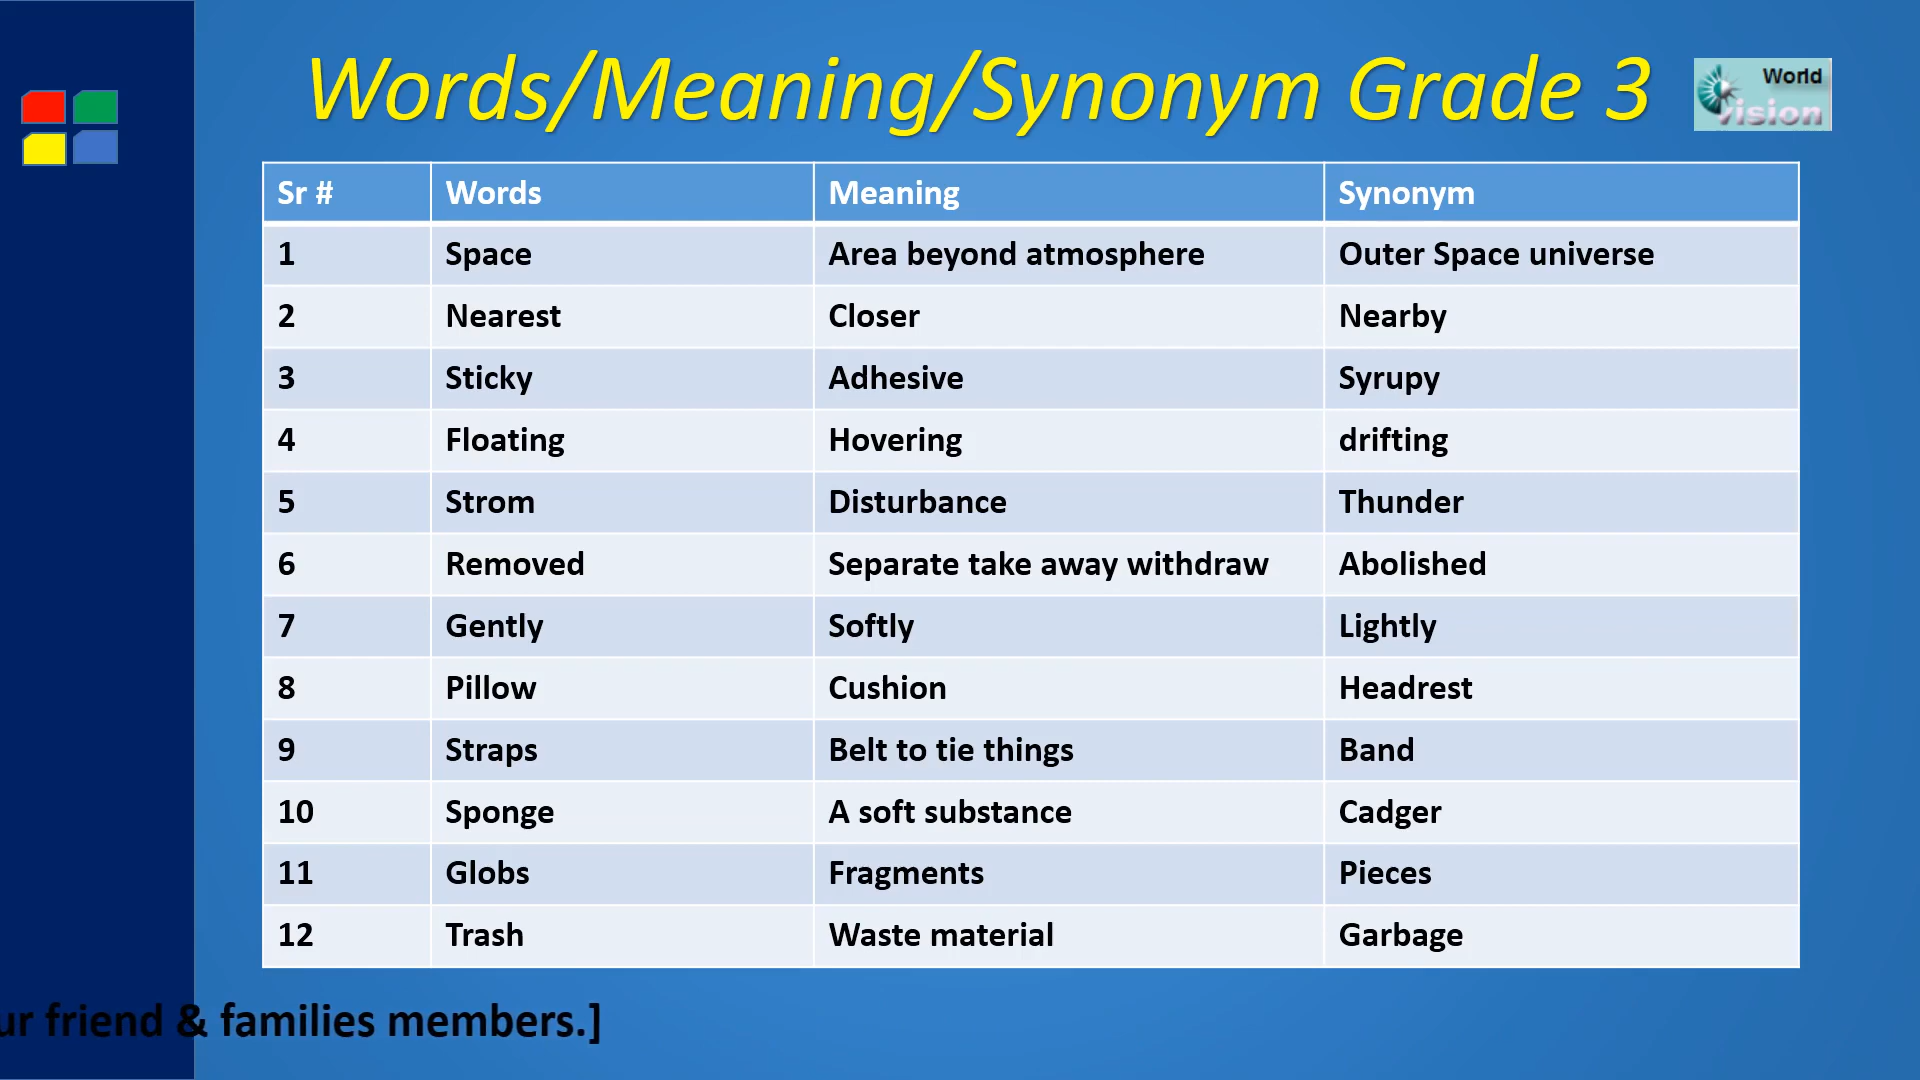 Words/Meaning/Synonym Grade 3
World
vision
Sr # Words Meaning Synonym
1 Space Area beyond atmosphere Outer Space universe
2 Nearest Closer Nearby
3 Sticky Adhesive Syrupy
4 Floating Hovering drifting
5 Strom Disturbance Thunder
6 Removed Separate take away withdraw Abolished
7 Gently Softly Lightly
8 Pillow Cushion Headrest
9 Straps Belt to tie things Band
10 Sponge A soft substance Cadger
11 Globs Fragments Pieces
12 Trash Waste material Garbage
friend & families members.]